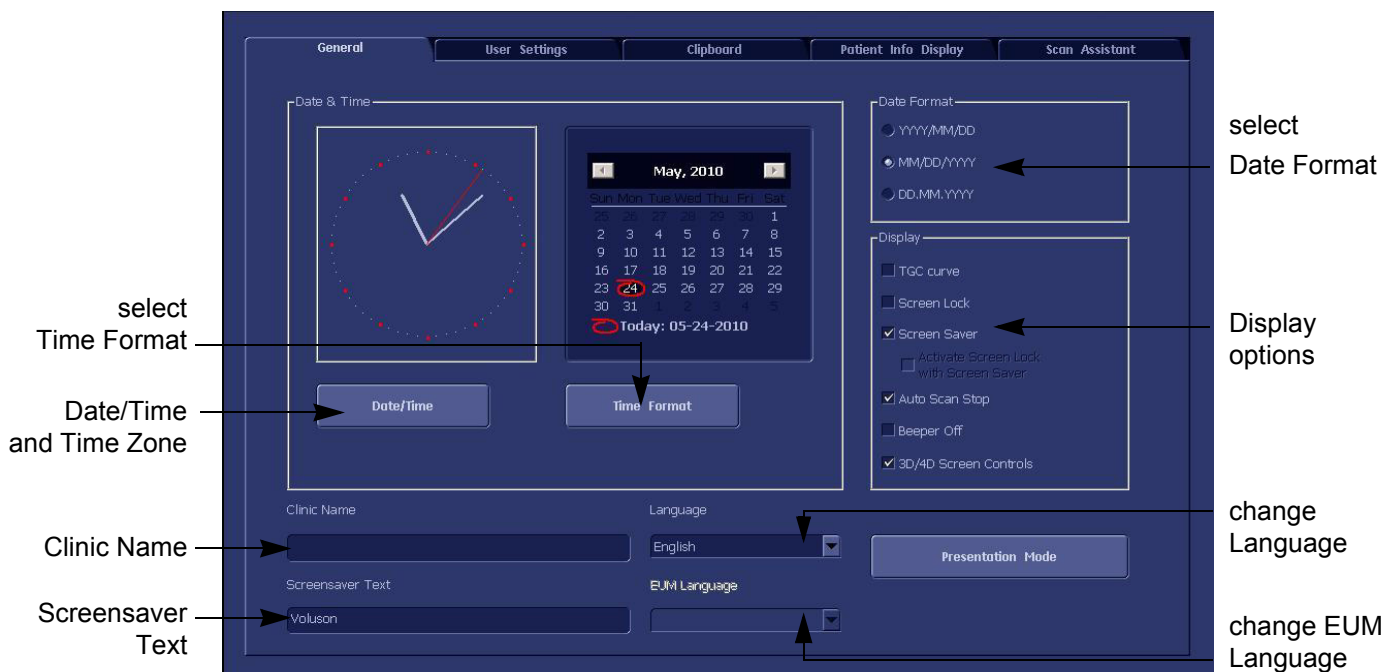 General
User Settings
Clipboard
Patient Info Display
Scan Assistant
Date & Time
May, 2010
Sun Mon Tue Wed Thu Fri Sat
25 26 27 28 29 30 1
2 3 4 5 6 7 8
9 10 11 12 13 14 15
16 17 18 19 20 21 22
23 24 25 26 27 28 29
30 31 1 2 3 4 5
Today: 05-24-2010
Date/Time
Time Format
Date Format
YYYY/MM/DD
MM/DD/YYYY
DD.MM.YYYY
Display
TGC curve
Screen Lock
Screen Saver
Activate Screen Lock
with Screen Saver
Auto Scan Stop
Beeper Off
3D/4D Screen Controls
Clinic Name
Language
English
Presentation Mode
Screensaver Text
EUM Language
Voluson
select
Time Format
Date/Time
and Time Zone
Clinic Name
Screensaver
Text
select
Date Format
Display
options
change
Language
change EUM
Language